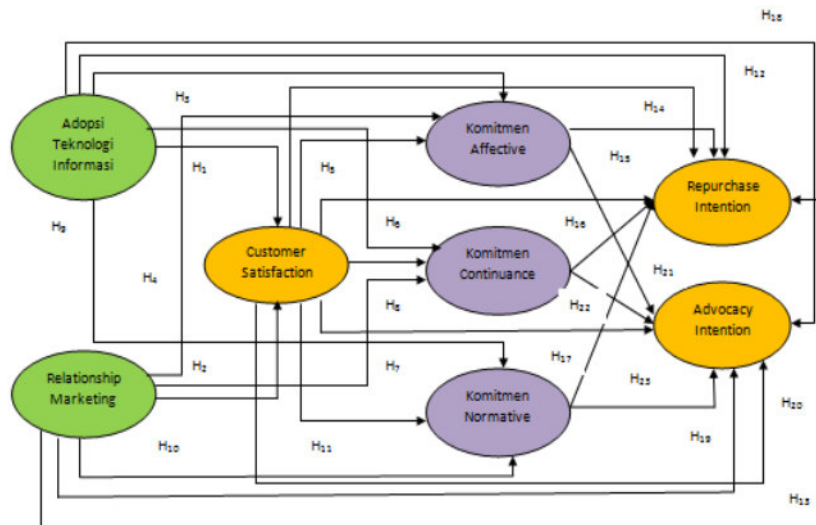 H₁₈
H₁₂
H₃
H₁₄
Adopsi
Teknologi
Informasi
Komitmen
Affective
H₁
H₅
H₁₅
Repurchase
Intention
H₉
H₆
H₁₆
Customer
Satisfaction
Komitmen
Continuance
H₄
H₂₁
H₈
H₂₂
Advocacy
Intention
Relationship
Marketing
H₂
H₇
H₁₇
H₂₃
Komitmen
Normative
H₂₀
H₁₀
H₁₁
H₁₉
H₁₃